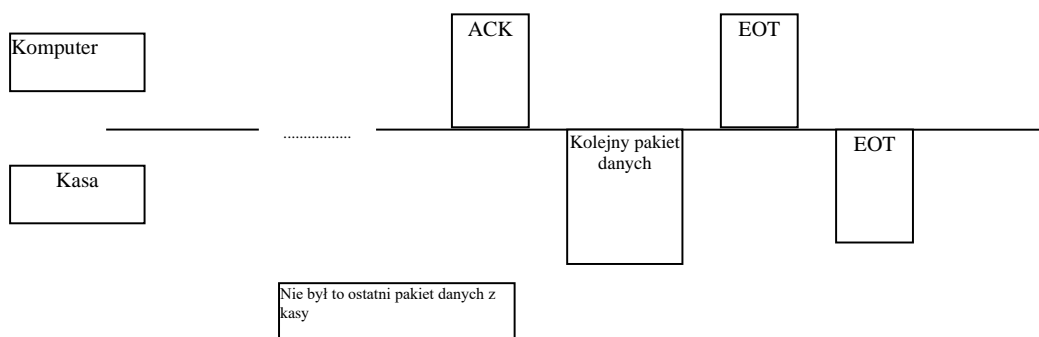 ACK
EOT
Komputer
.................
Kolejny pakiet
danych
EOT
Kasa
Nie był to ostatni pakiet danych z
kasy